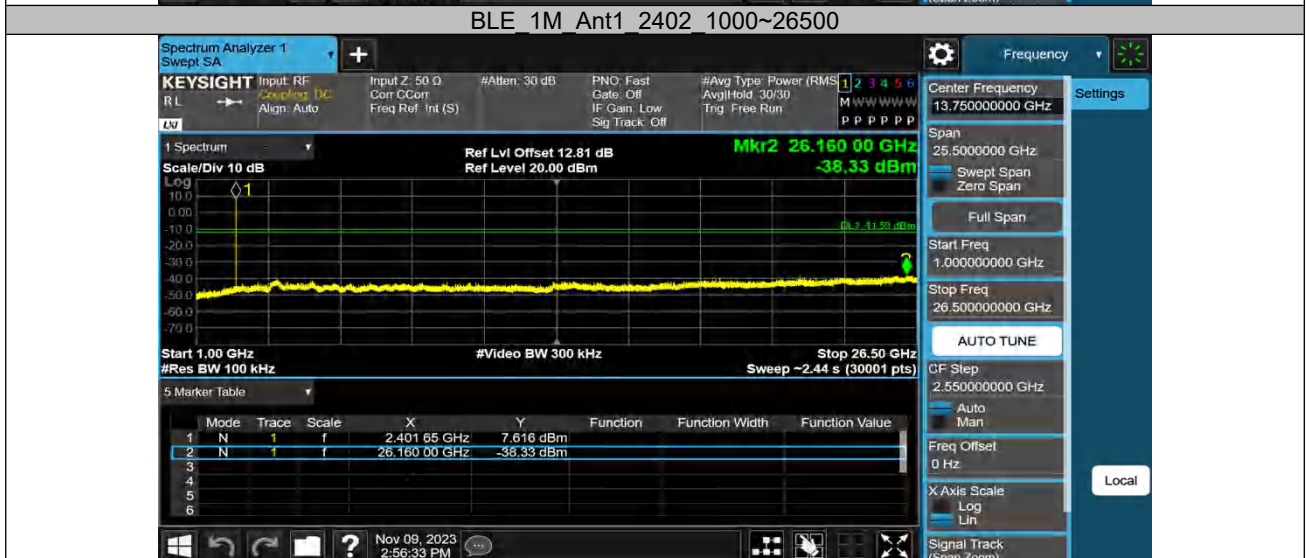 BLE_1M_Ant1_2402_1000~26500
Spectrum Analyzer 1
Swept SA
Frequency
KEYSIGHT
R L
LXI
Input: RF
Coupling: DC
Align: Auto
Input Z: 50 Ω
Corr CCorr
Freq Ref: Int (S)
#Atten: 30 dB
PNO: Fast
Gate: Off
IF Gain: Low
Sig Track: Off
#Avg Type: Power (RMS
Avg|Hold: 30/30
Trig: Free Run
1 2 3 4 5 6
M W W W W W
P P P P P P
Center Frequency
13.750000000 GHz
Settings
1 Spectrum
Scale/Div 10 dB
Ref Lvl Offset 12.81 dB
Ref Level 20.00 dBm
Mkr2 26.160 00 GHz
-38.33 dBm
Span
25.5000000 GHz
Swept Span
Zero Span
Full Span
Start Freq
1.000000000 GHz
Stop Freq
26.500000000 GHz
AUTO TUNE
CF Step
2.550000000 GHz
Auto
Man
Freq Offset
0 Hz
X Axis Scale
Log
Lin
Signal Track
(Span Zoom)
Local
Log
10.0
0.00
-10.0
-20.0
-30.0
-40.0
-50.0
-60.0
-70.0
1
DL1 -11.59 dBm
2
Start 1.00 GHz
#Res BW 100 kHz
#Video BW 300 kHz
Stop 26.50 GHz
Sweep ~2.44 s (30001 pts)
5 Marker Table
Mode Trace Scale X Y Function Function Width Function Value
1 N 1 f 2.401 65 GHz 7.616 dBm
2 N 1 f 26.160 00 GHz -38.33 dBm
3
4
5
6
?
Nov 09, 2023
2:56:33 PM